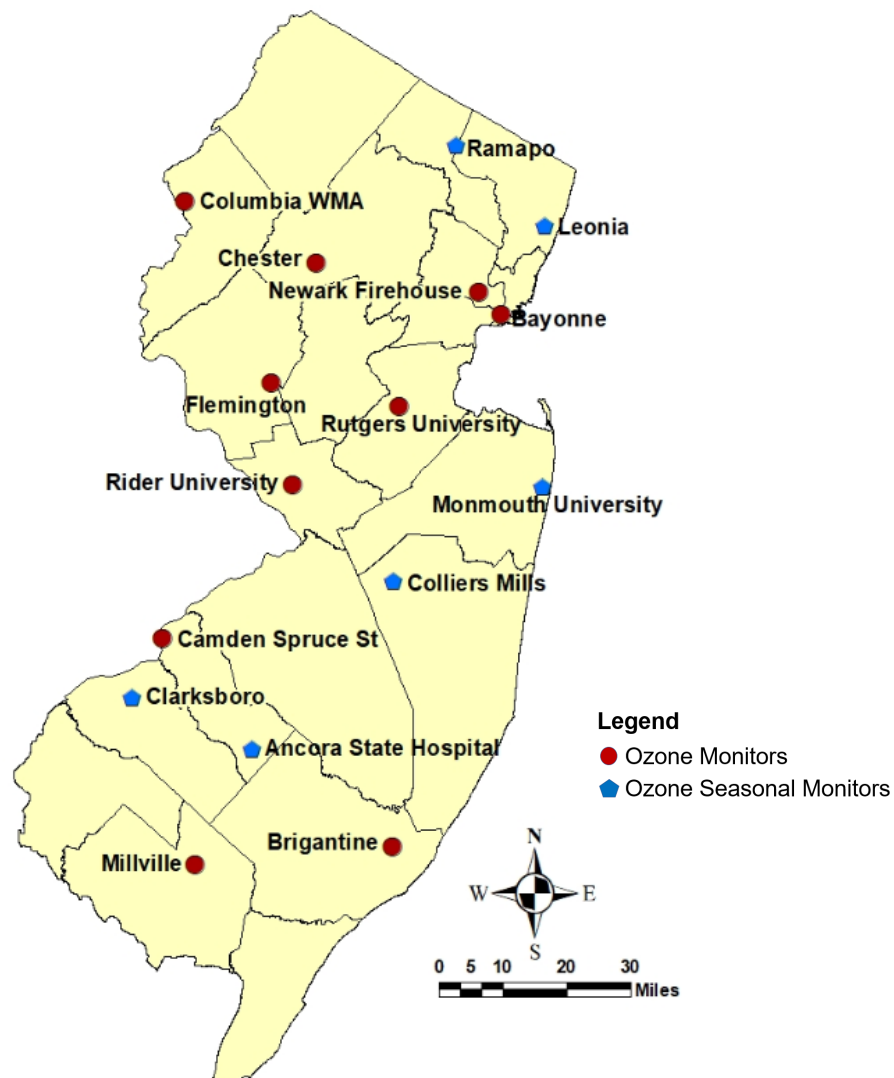 Ramapo
Columbia WMA
Leonia
Chester
Newark Firehouse
Bayonne
Flemington
Rutgers University
Rider University
Monmouth University
Colliers Mills
Camden Spruce St
Clarksboro
Legend
Ancora State Hospital
Ozone Monitors
Ozone Seasonal Monitors
Brigantine
N
Millville
W E
S
0 5 10 20 30
Miles